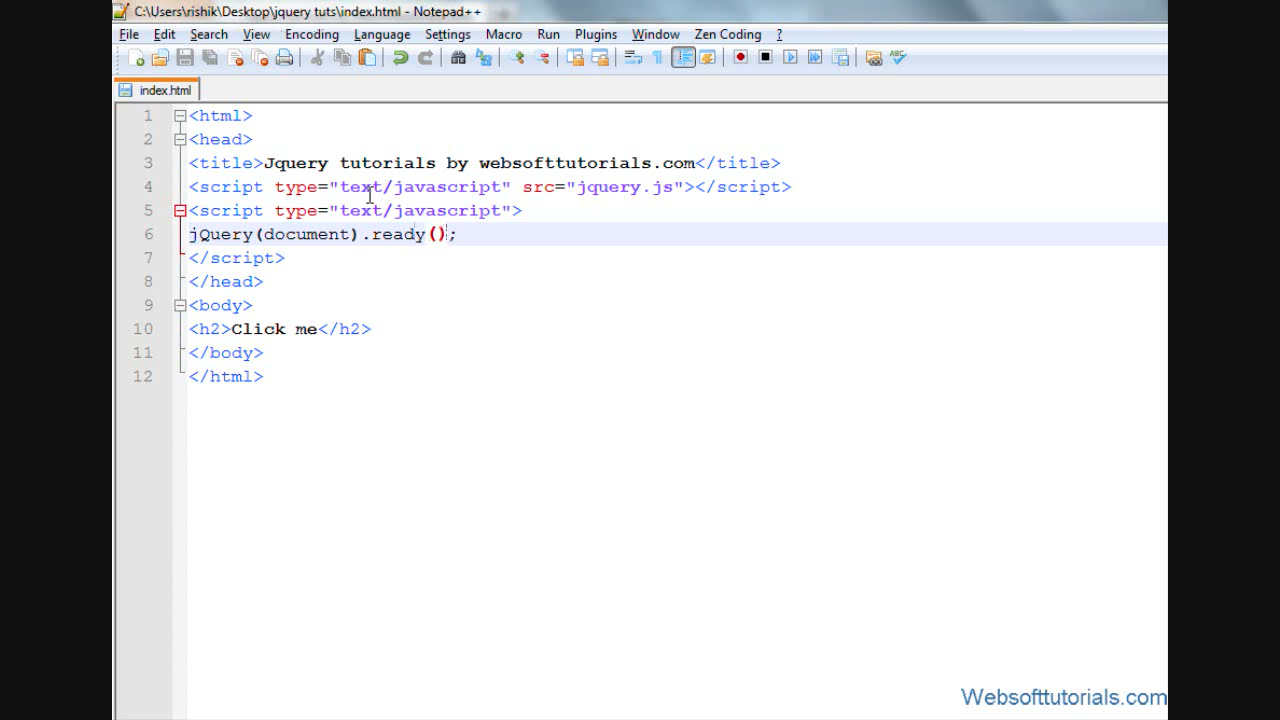 C:\Users\rishik\Desktop\jquery tuts\index.html - Notepad++
File Edit Search View Encoding Language Settings Macro Run Plugins Window Zen Coding ?
index.html
1 <html>
2 <head>
3 <title>Jquery tutorials by websofttutorials.com</title>
4 <script type="text/javascript" src="jquery.js"></script>
5 <script type="text/javascript">
6 jQuery(document).ready();
7 </script>
8 </head>
9 <body>
10 <h2>Click me</h2>
11 </body>
12 </html>
Websofttutorials.com